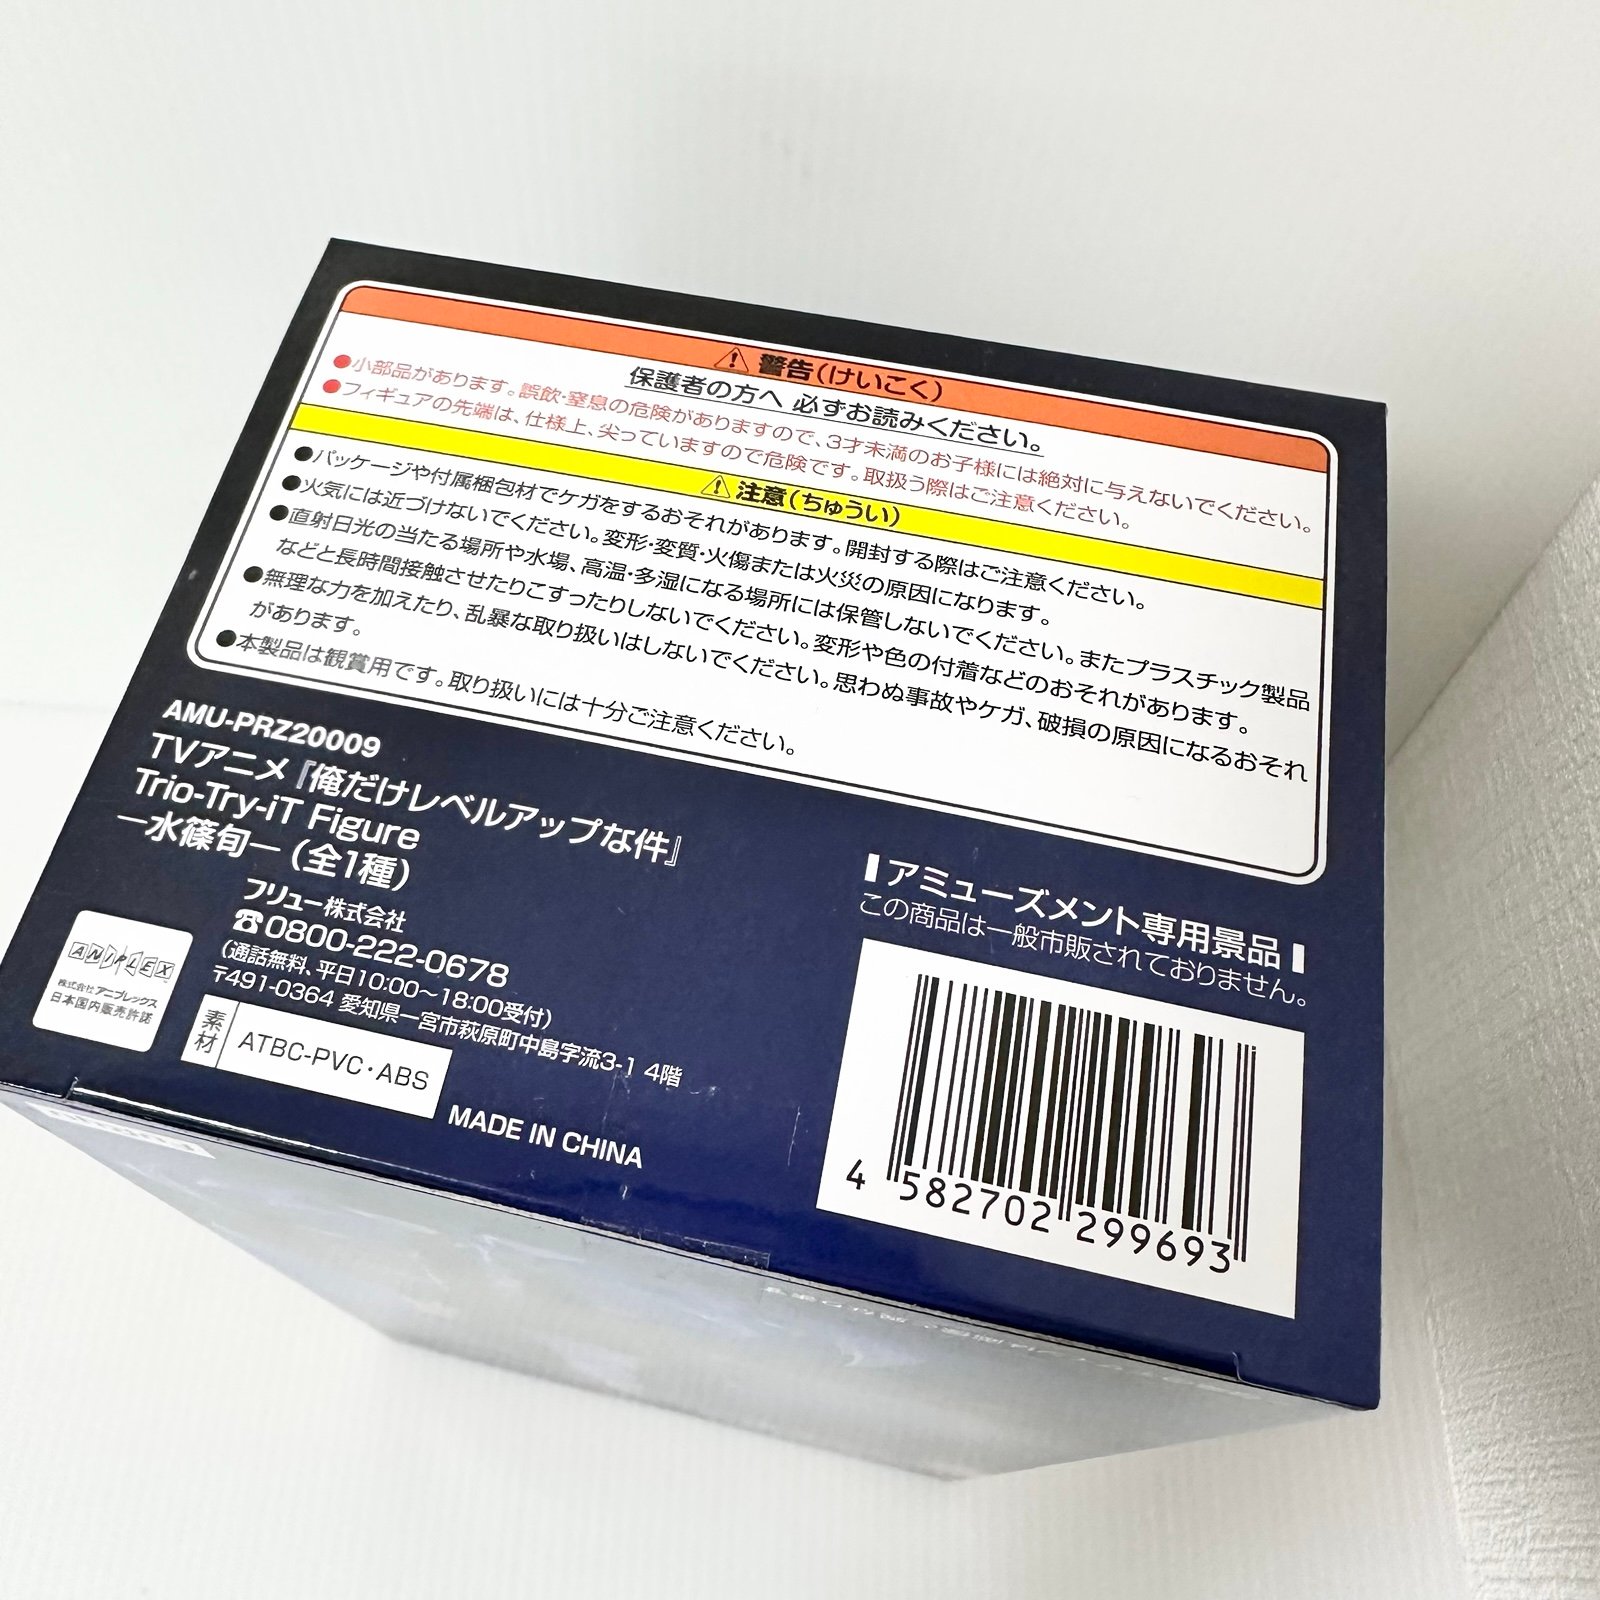 警告(けいこく)
保護者の方へ 必ずお読みください。
●小部品があります。誤飲・窒息の危険がありますので、3才未満のお子様には絶対に与えないでください。
●フィギュアの先端は、仕様上、尖っていますので危険です。取扱う際はご注意ください。
注意(ちゅうい)
●パッケージや付属梱包材でケガをするおそれがあります。開封する際はご注意ください。
●火気には近づけないでください。変形・変質・火傷または火災の原因になります。
●直射日光の当たる場所や水場、高温・多湿になる場所には保管しないでください。またプラスチック製品
などと長時間接触させたりこすったりしないでください。変形や色の付着などのおそれがあります。
●無理な力を加えたり、乱暴な取り扱いはしないでください。思わぬ事故やケガ、破損の原因になるおそれ
があります。
●本製品は観賞用です。取り扱いには十分ご注意ください。
AMU-PRZ20009
TVアニメ『俺だけレベルアップな件』
Trio-Try-iT Figure
―水篠旬―(全1種)
フリュー株式会社
☎0800-222-0678
(通話無料、平日10:00～18:00受付)
〒491-0364 愛知県一宮市萩原町中島字流3-1 4階
ANIPLEX
株式会社アニプレックス
日本国内販売許諾
素材 ATBC-PVC・ABS
MADE IN CHINA
アミューズメント専用景品
この商品は一般市販されておりません。
4 582702 299693